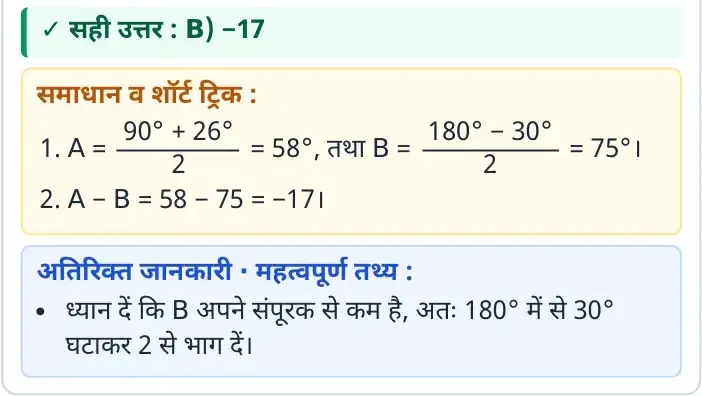 ✓ सही उत्तर : B) −17
समाधान व शॉर्ट ट्रिक :
1. A = (90° + 26°)/2 = 58°, तथा B = (180° − 30°)/2 = 75°।
2. A − B = 58 − 75 = −17।
अतिरिक्त जानकारी · महत्वपूर्ण तथ्य :
• ध्यान दें कि B अपने संपूरक से कम है, अतः 180° में से 30°
घटाकर 2 से भाग दें।